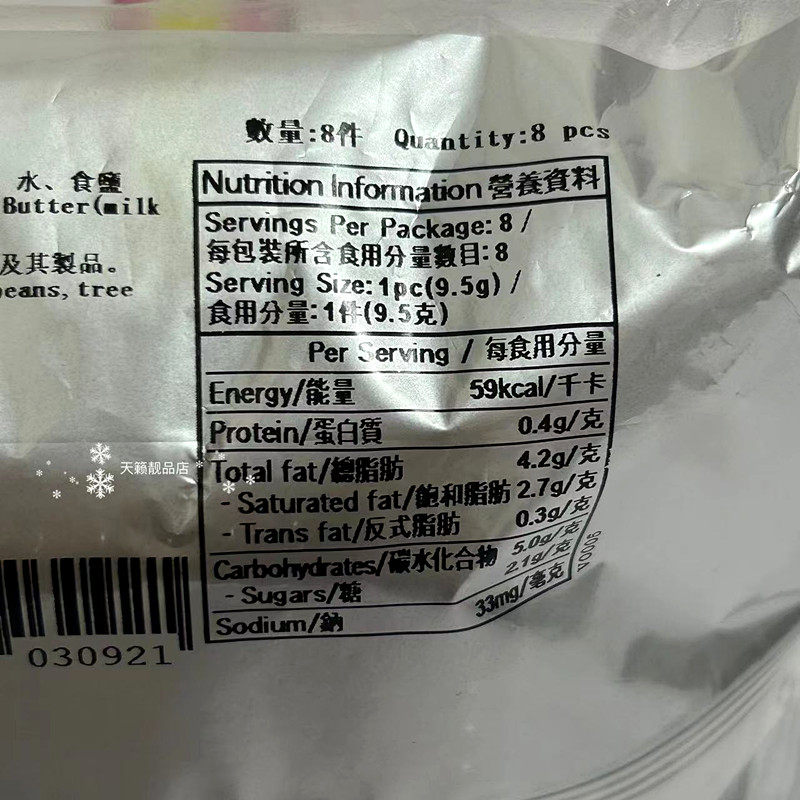 數量:8件 Quantity:8 pcs
水、食鹽
Butter(milk
及其製品。
eans, tree
Nutrition Information 營養資料
Servings Per Package: 8 /
每包裝所含食用分量數目: 8
Serving Size: 1pc(9.5g) /
食用分量: 1件(9.5克)
Per Serving / 每食用分量
Energy/能量 59kcal/千卡
Protein/蛋白質 0.4g/克
Total fat/總脂肪 4.2g/克
- Saturated fat/飽和脂肪 2.7g/克
- Trans fat/反式脂肪 0.3g/克
Carbohydrates/碳水化合物 5.0g/克
- Sugars/糖 2.1g/克
Sodium/鈉 33mg/毫克
天籁靓品店
030921